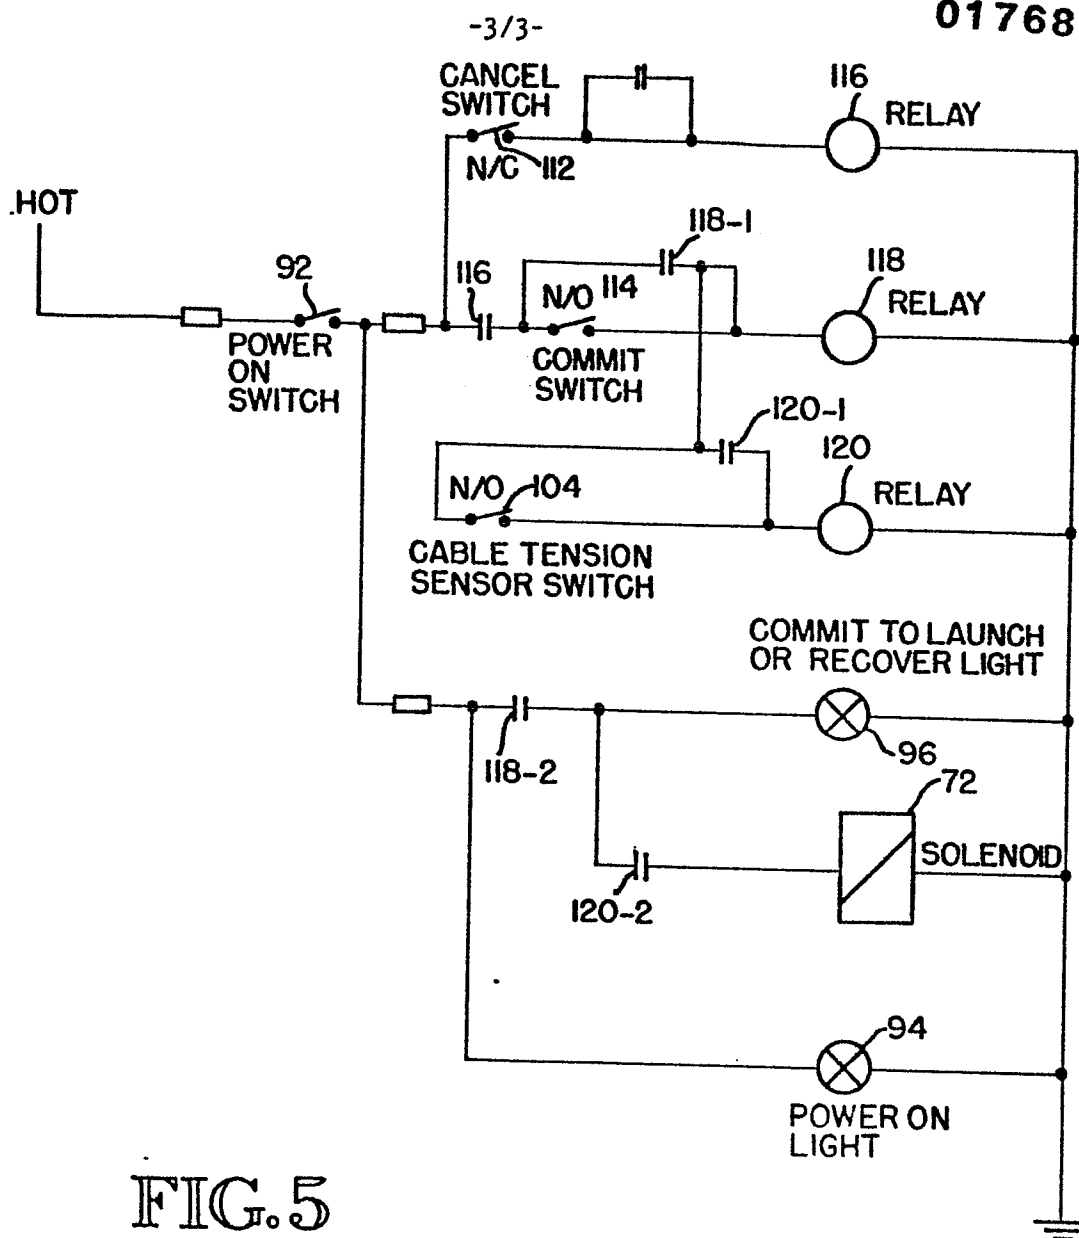 -3/3-
01768
CANCEL
SWITCH
N/C 112
116
RELAY
.HOT
92
POWER
ON
SWITCH
116
118-1
N/O 114
COMMIT
SWITCH
118
RELAY
120-1
120
RELAY
N/O 104
CABLE TENSION
SENSOR SWITCH
COMMIT TO LAUNCH
OR RECOVER LIGHT
118-2
96
72
SOLENOID
120-2
94
POWER ON
LIGHT
FIG. 5